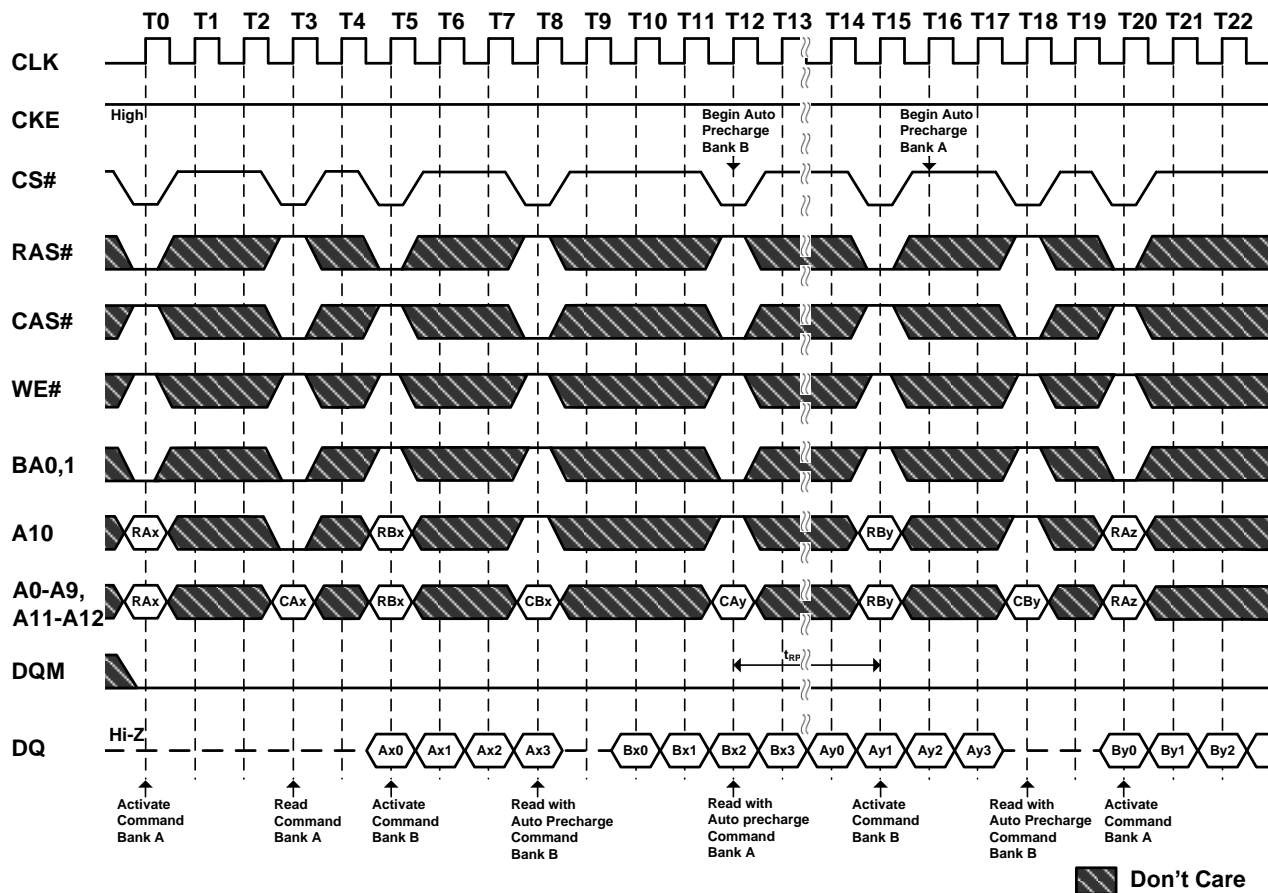 T0 T1 T2 T3 T4 T5 T6 T7 T8 T9 T10 T11 T12 T13 T14 T15 T16 T17 T18 T19 T20 T21 T22
CLK
CKE
High
Begin Auto
Precharge
Bank B
Begin Auto
Precharge
Bank A
CS#
RAS#
CAS#
WE#
BA0,1
A10
RAx RBx RBy RAz
A0-A9,
A11-A12
RAx CAx RBx CBx CAy RBy CBy RAz
DQM
tRP
DQ
Hi-Z
Ax0 Ax1 Ax2 Ax3 Bx0 Bx1 Bx2 Bx3 Ay0 Ay1 Ay2 Ay3 By0 By1 By2
Activate
Command
Bank A
Read
Command
Bank A
Activate
Command
Bank B
Read with
Auto Precharge
Command
Bank B
Read with
Auto precharge
Command
Bank A
Activate
Command
Bank B
Read with
Auto Precharge
Command
Bank B
Activate
Command
Bank A
Don't Care